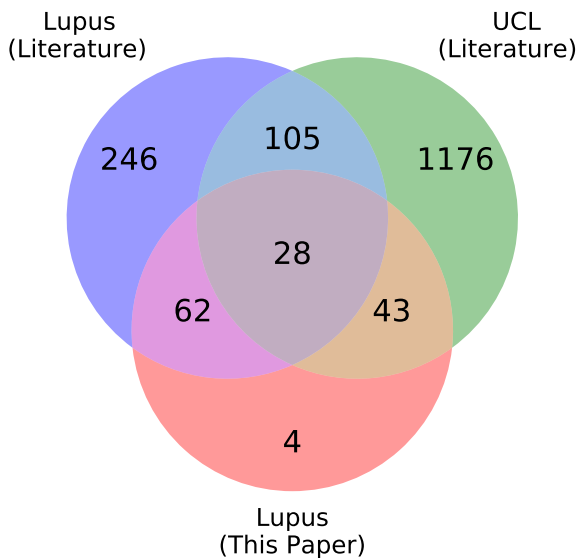 Lupus
(Literature)
UCL
(Literature)
246
105
1176
28
62
43
4
Lupus
(This Paper)